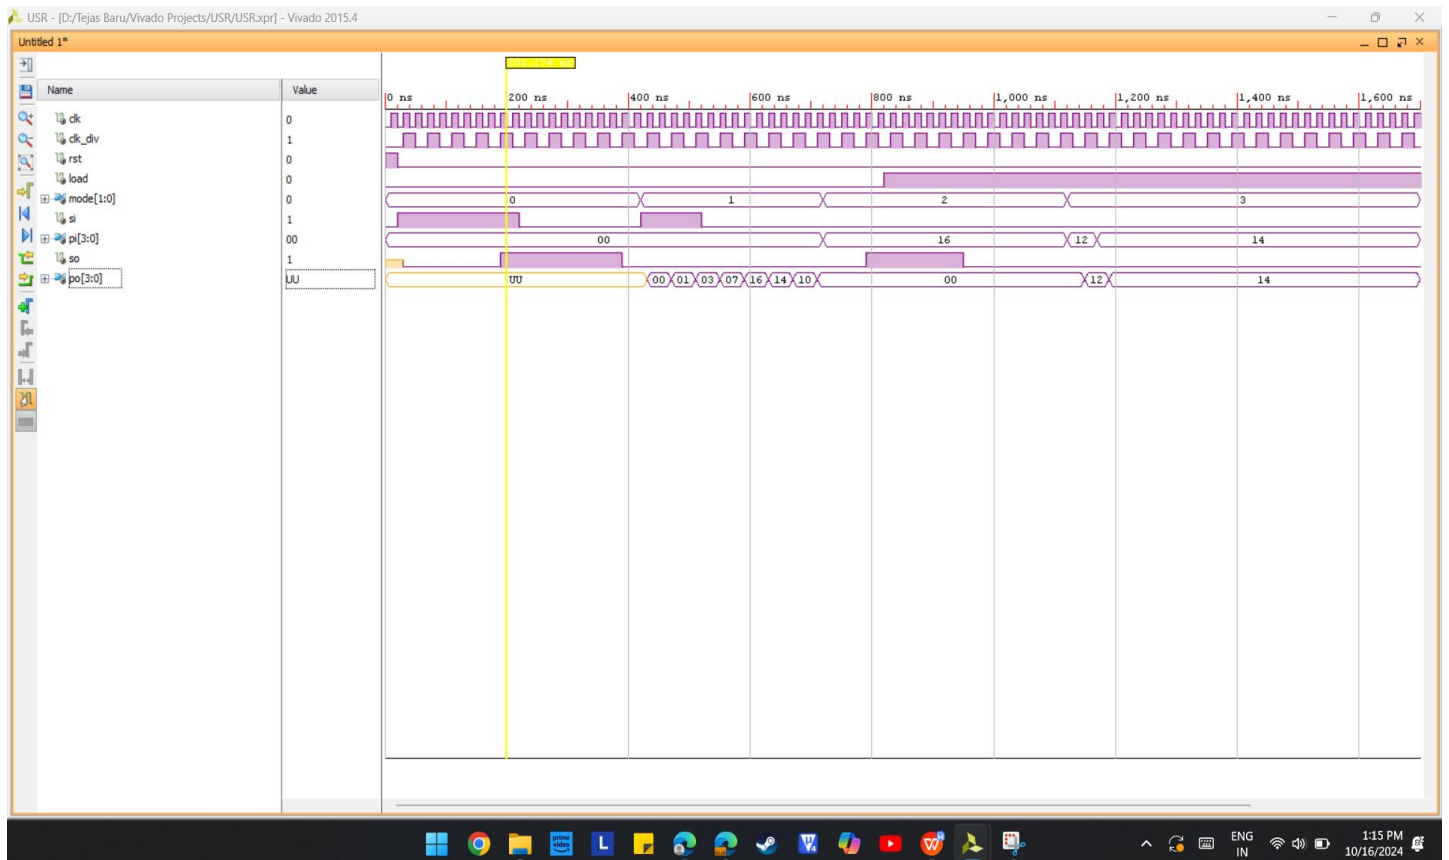 USR - [D:/Tejas Baru/Vivado Projects/USR/USR.xpr] - Vivado 2015.4
Untitled 1*
Name Value
0 ns 200 ns 400 ns 600 ns 800 ns 1,000 ns 1,200 ns 1,400 ns 1,600 ns
clk 0
clk_div 1
rst 0
load 0
mode[1:0] 0 0 1 2 3
si 1
pi[3:0] 00 00 16 12 14
so 1
po[3:0] UU UU 00 01 03 07 16 14 10 00 12 14
prime
video
L
W
4
ENG
IN
1:15 PM
10/16/2024